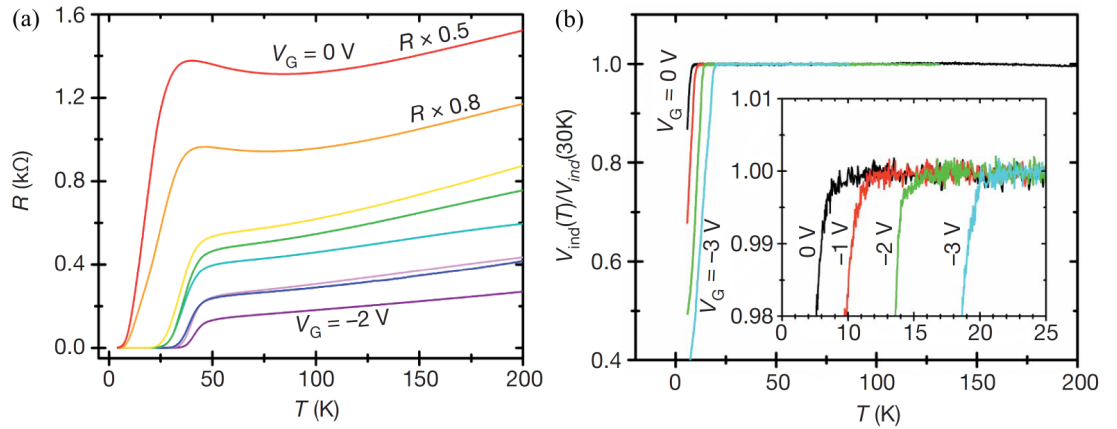 (a)
1.6
1.2
0.8
0.4
0.0
R (kΩ)
V_G = 0 V
R × 0.5
R × 0.8
V_G = −2 V
0 50 100 150 200
T (K)
(b)
1.0
0.8
0.6
0.4
V_ind(T)/V_ind(30K)
V_G = 0 V
V_G = −3 V
1.01
1.00
0.99
0.98
0 V
−1 V
−2 V
−3 V
0 5 10 15 20 25
0 50 100 150 200
T (K)